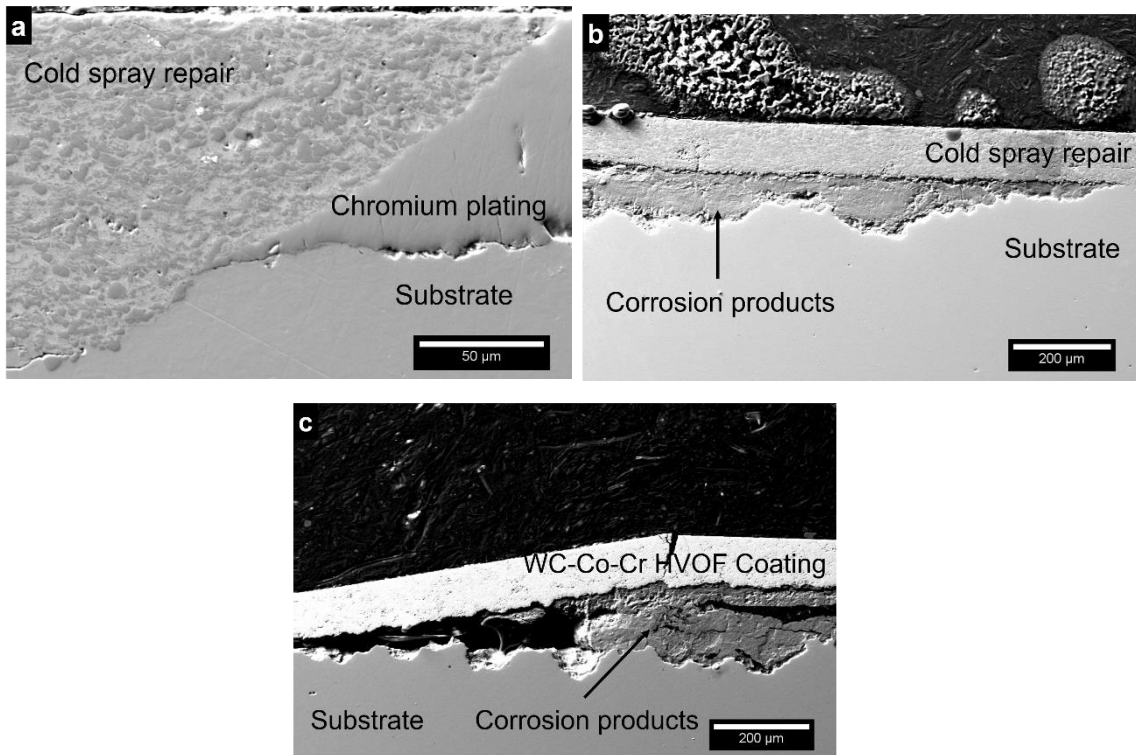 a
Cold spray repair
Chromium plating
Substrate
50 µm
b
Cold spray repair
Substrate
Corrosion products
200 µm
c
WC-Co-Cr HVOF Coating
Substrate
Corrosion products
200 µm